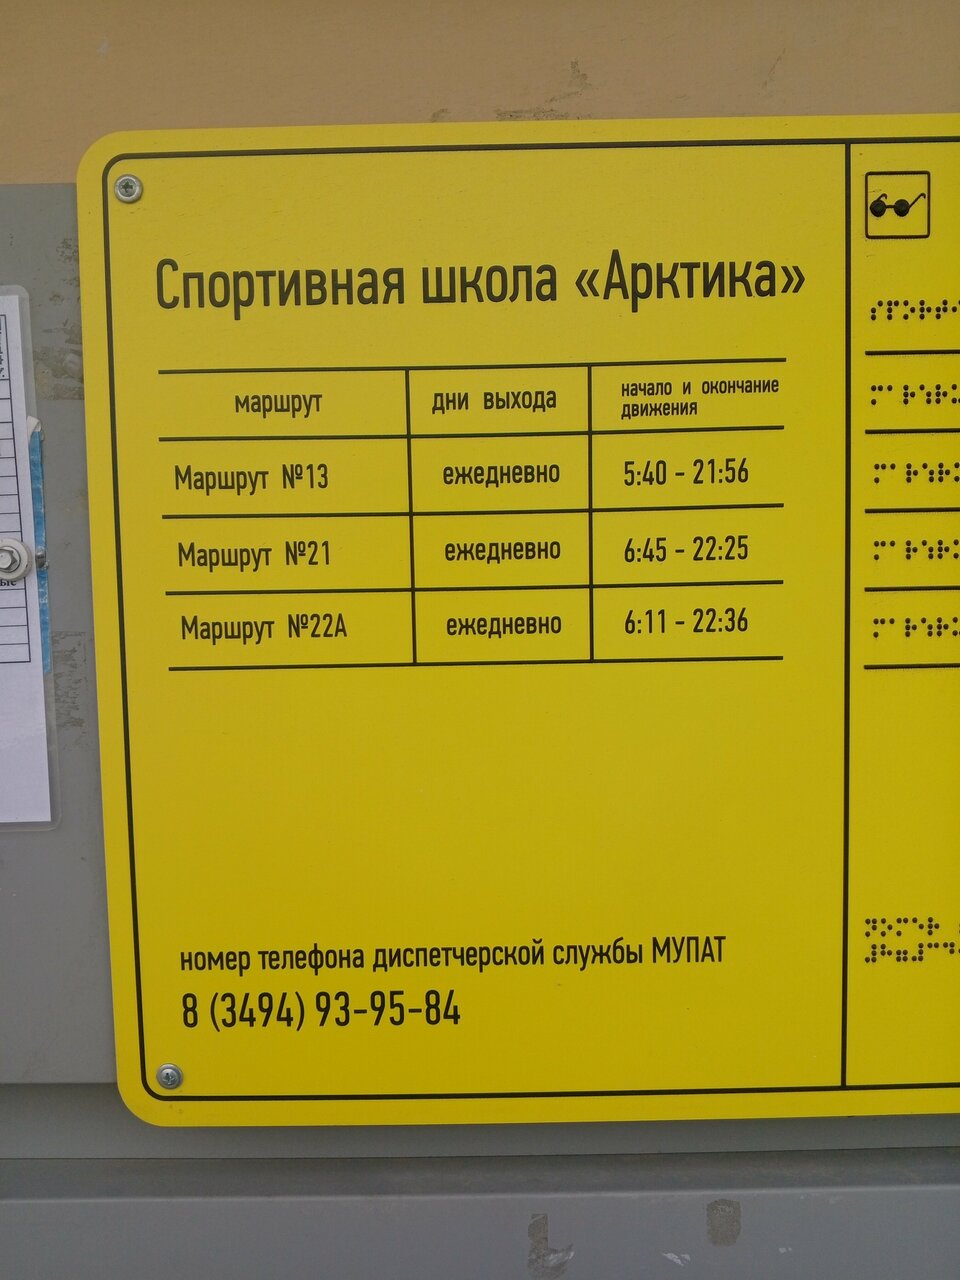 Спортивная школа «Арктика»
маршрут дни выхода начало и окончание движения
Маршрут №13 ежедневно 5:40 - 21:56
Маршрут №21 ежедневно 6:45 - 22:25
Маршрут №22А ежедневно 6:11 - 22:36
номер телефона диспетчерской службы МУПАТ
8 (3494) 93-95-84